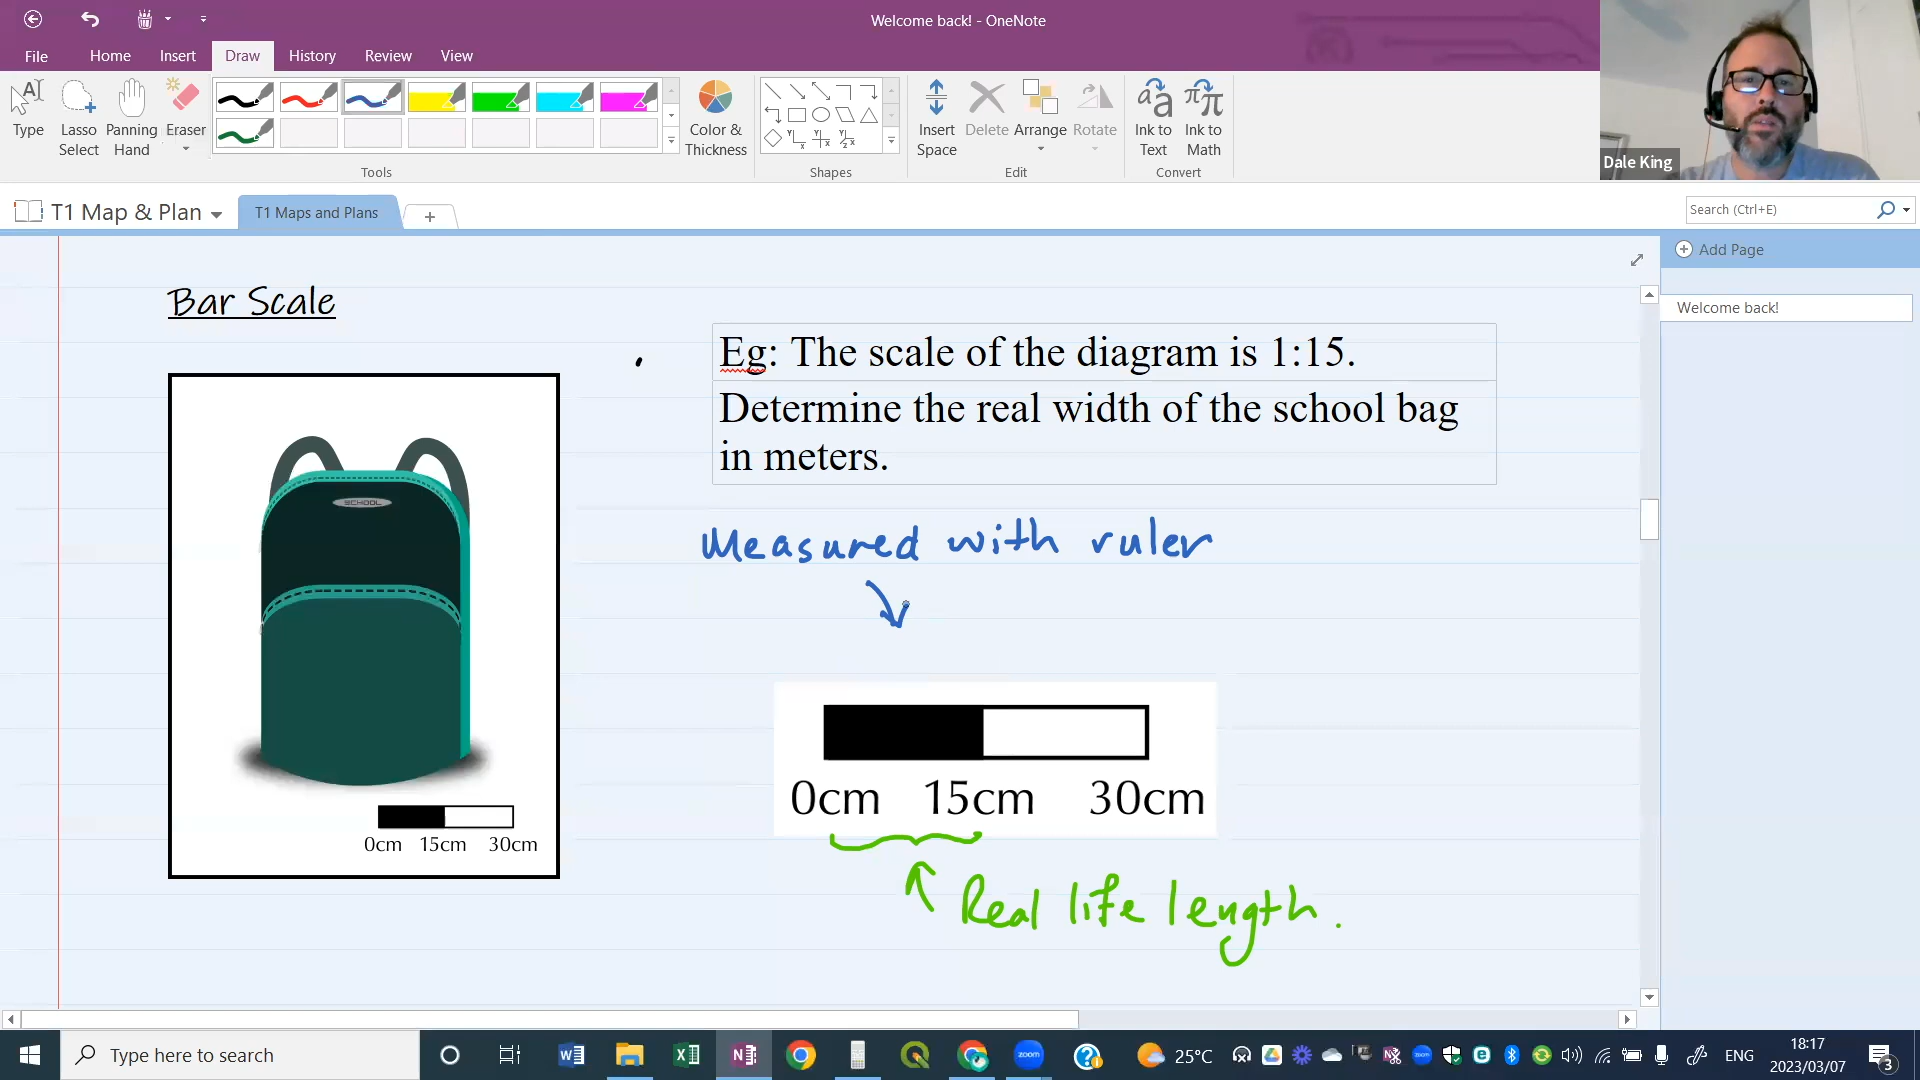 Welcome back! - OneNote
File Home Insert Draw History Review View
Type
Lasso Select
Panning Hand
Eraser
Color & Thickness
Insert Space
Delete
Arrange
Rotate
Ink to Text
Ink to Math
Tools
Shapes
Edit
Convert
Dale King
T1 Map & Plan
T1 Maps and Plans
Search (Ctrl+E)
Add Page
Welcome back!
Bar Scale
Eg: The scale of the diagram is 1:15.
Determine the real width of the school bag
in meters.
SCHOOL
Measured with ruler
0cm 15cm 30cm
0cm 15cm 30cm
Real life length.
Type here to search
zoom
25°C
ENG
18:17
2023/03/07
3